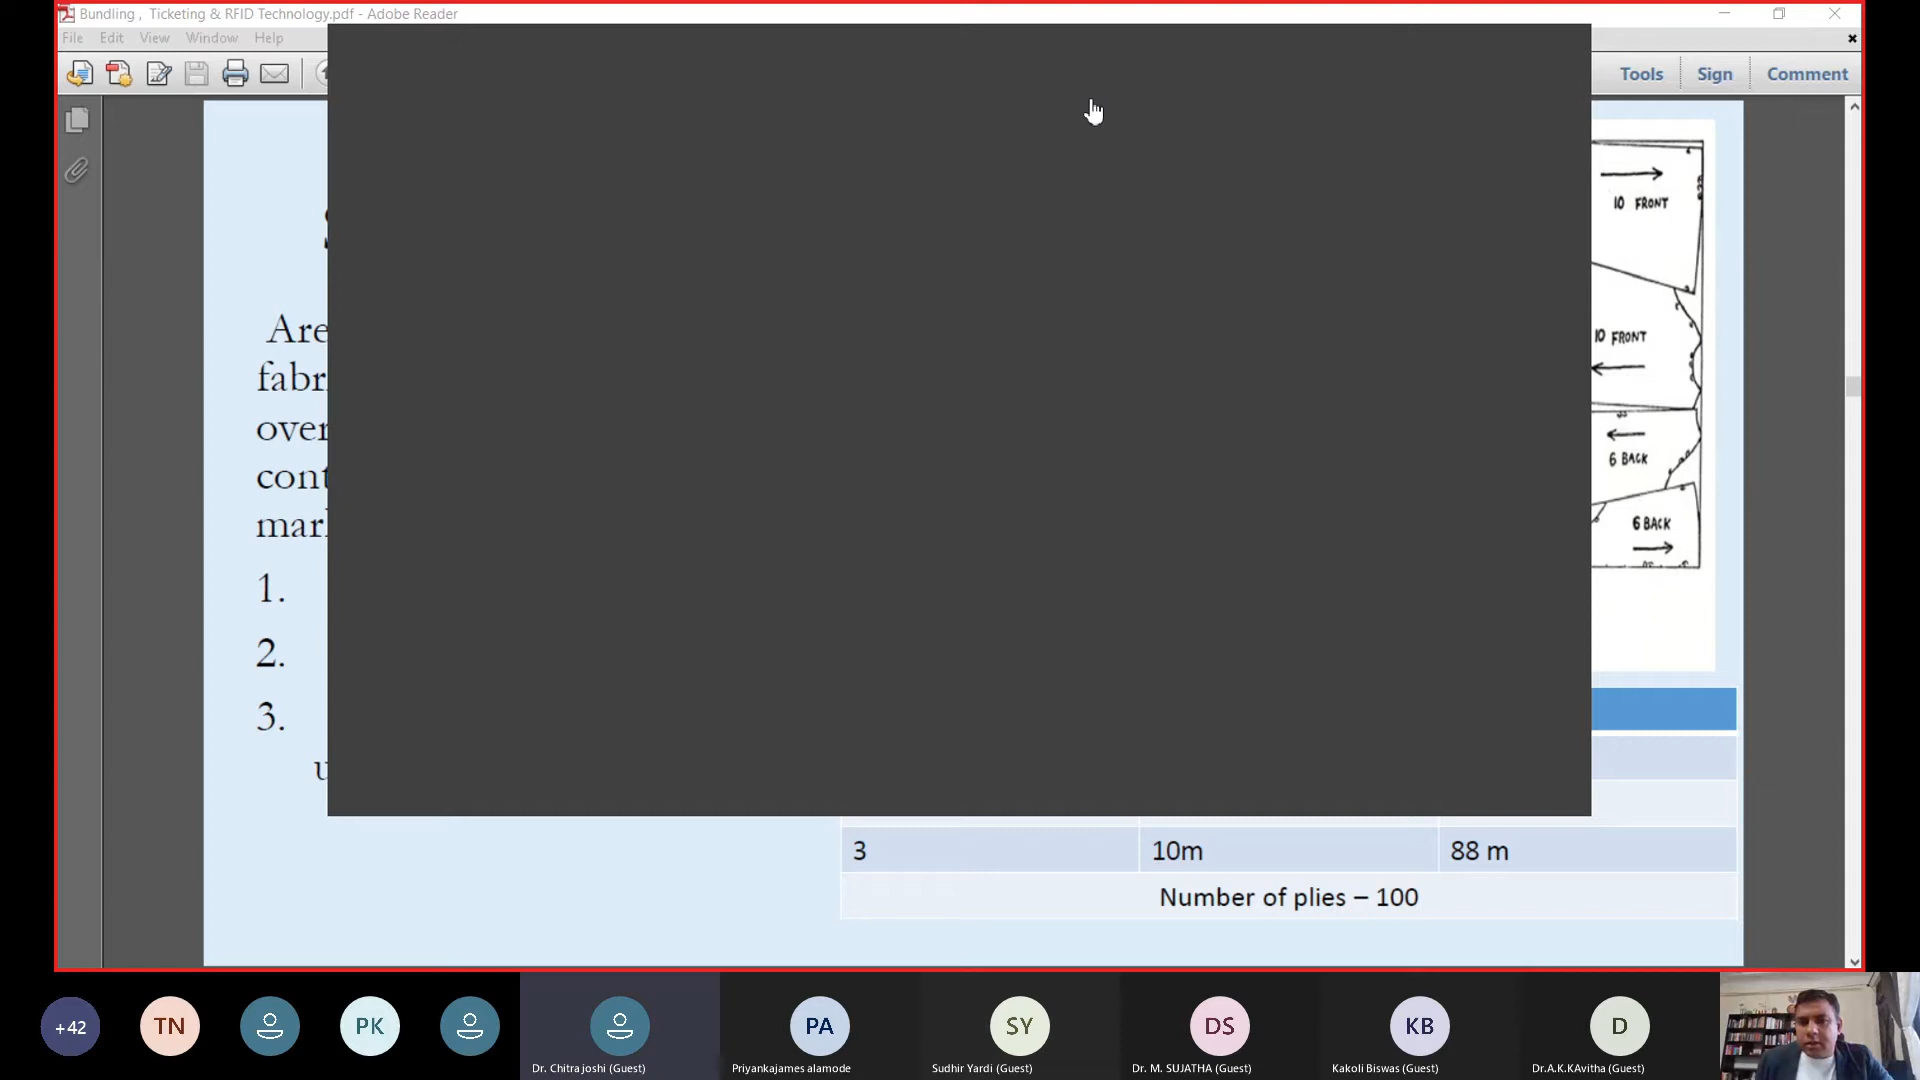 Bundling , Ticketing & RFID Technology.pdf - Adobe Reader
File Edit View Window Help
Tools Sign Comment
10 FRONT
10 FRONT
6 BACK
6 BACK
Are
fabr
over
cont
1.
2.
3.
u
3 10m 88 m
Number of plies – 100
+42 TN PK PA SY DS KB D
Dr. Chitra joshi (Guest) Priyankajames alamode Sudhir Yardi (Guest) Dr. M. SUJATHA (Guest) Kakoli Biswas (Guest) Dr.A.K.KAvitha (Guest)